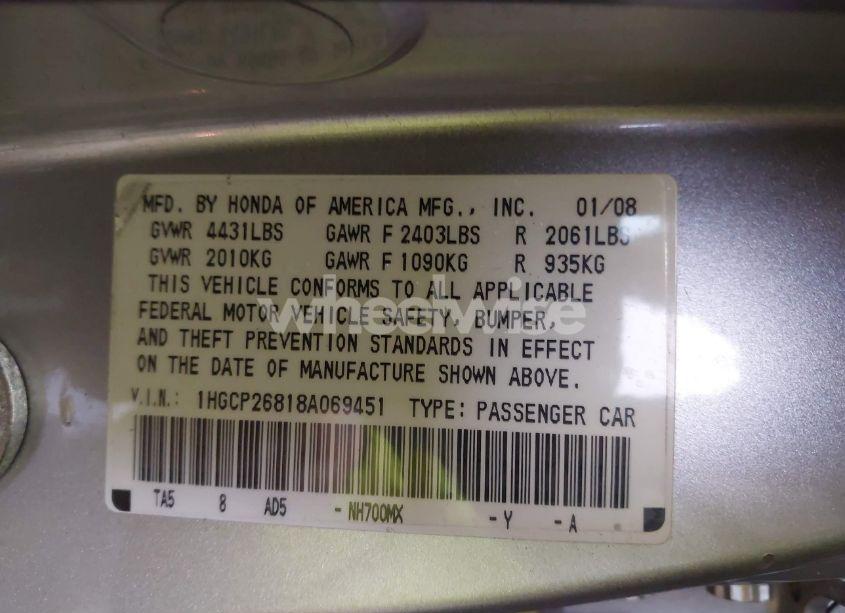 MFD. BY HONDA OF AMERICA MFG., INC. 01/08
GVWR 4431LBS GAWR F 2403LBS R 2061LBS
GVWR 2010KG GAWR F 1090KG R 935KG
THIS VEHICLE CONFORMS TO ALL APPLICABLE
FEDERAL MOTOR VEHICLE SAFETY, BUMPER,
AND THEFT PREVENTION STANDARDS IN EFFECT
ON THE DATE OF MANUFACTURE SHOWN ABOVE.
V.I.N.: 1HGCP26818A069451 TYPE: PASSENGER CAR
TA5 8 AD5 -NH700MX -Y -A
wheelwise